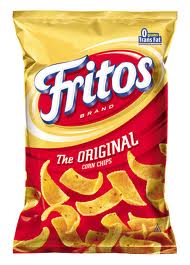 0 grams
Trans Fat
Fritos
BRAND
The ORIGINAL
CORN CHIPS